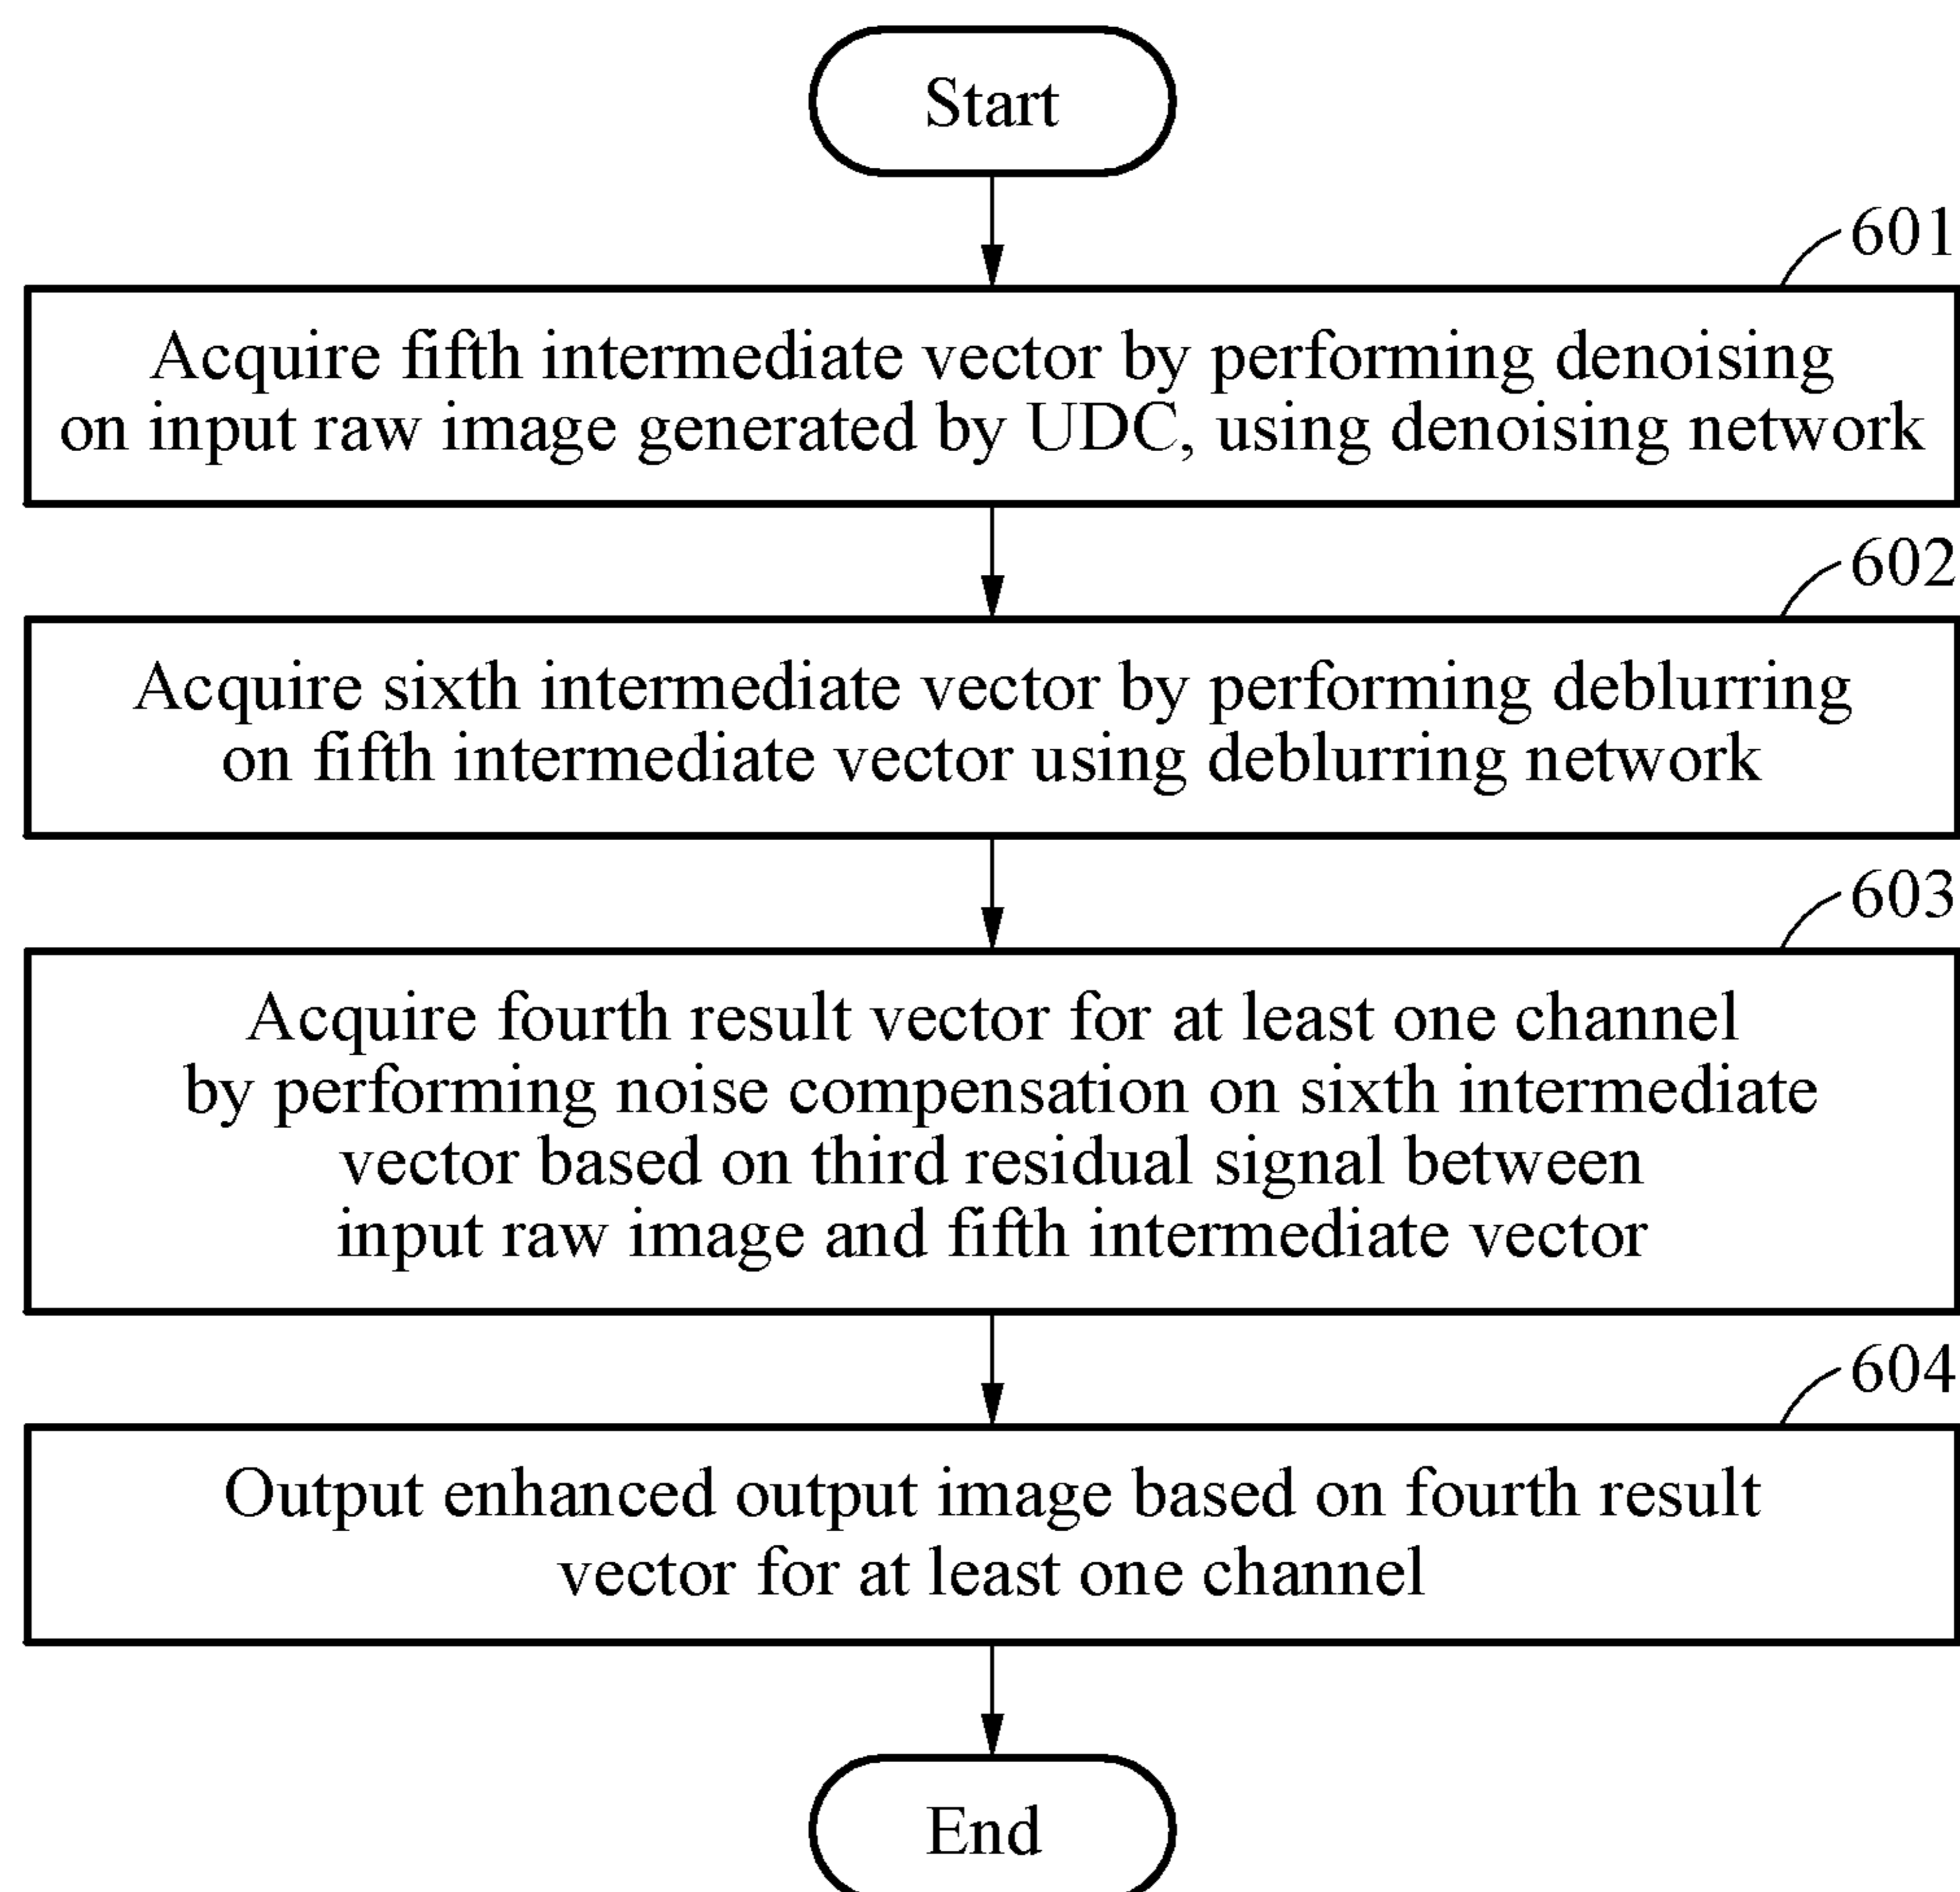 Start
601
Acquire fifth intermediate vector by performing denoising
on input raw image generated by UDC, using denoising network
602
Acquire sixth intermediate vector by performing deblurring
on fifth intermediate vector using deblurring network
603
Acquire fourth result vector for at least one channel
by performing noise compensation on sixth intermediate
vector based on third residual signal between
input raw image and fifth intermediate vector
604
Output enhanced output image based on fourth result
vector for at least one channel
End